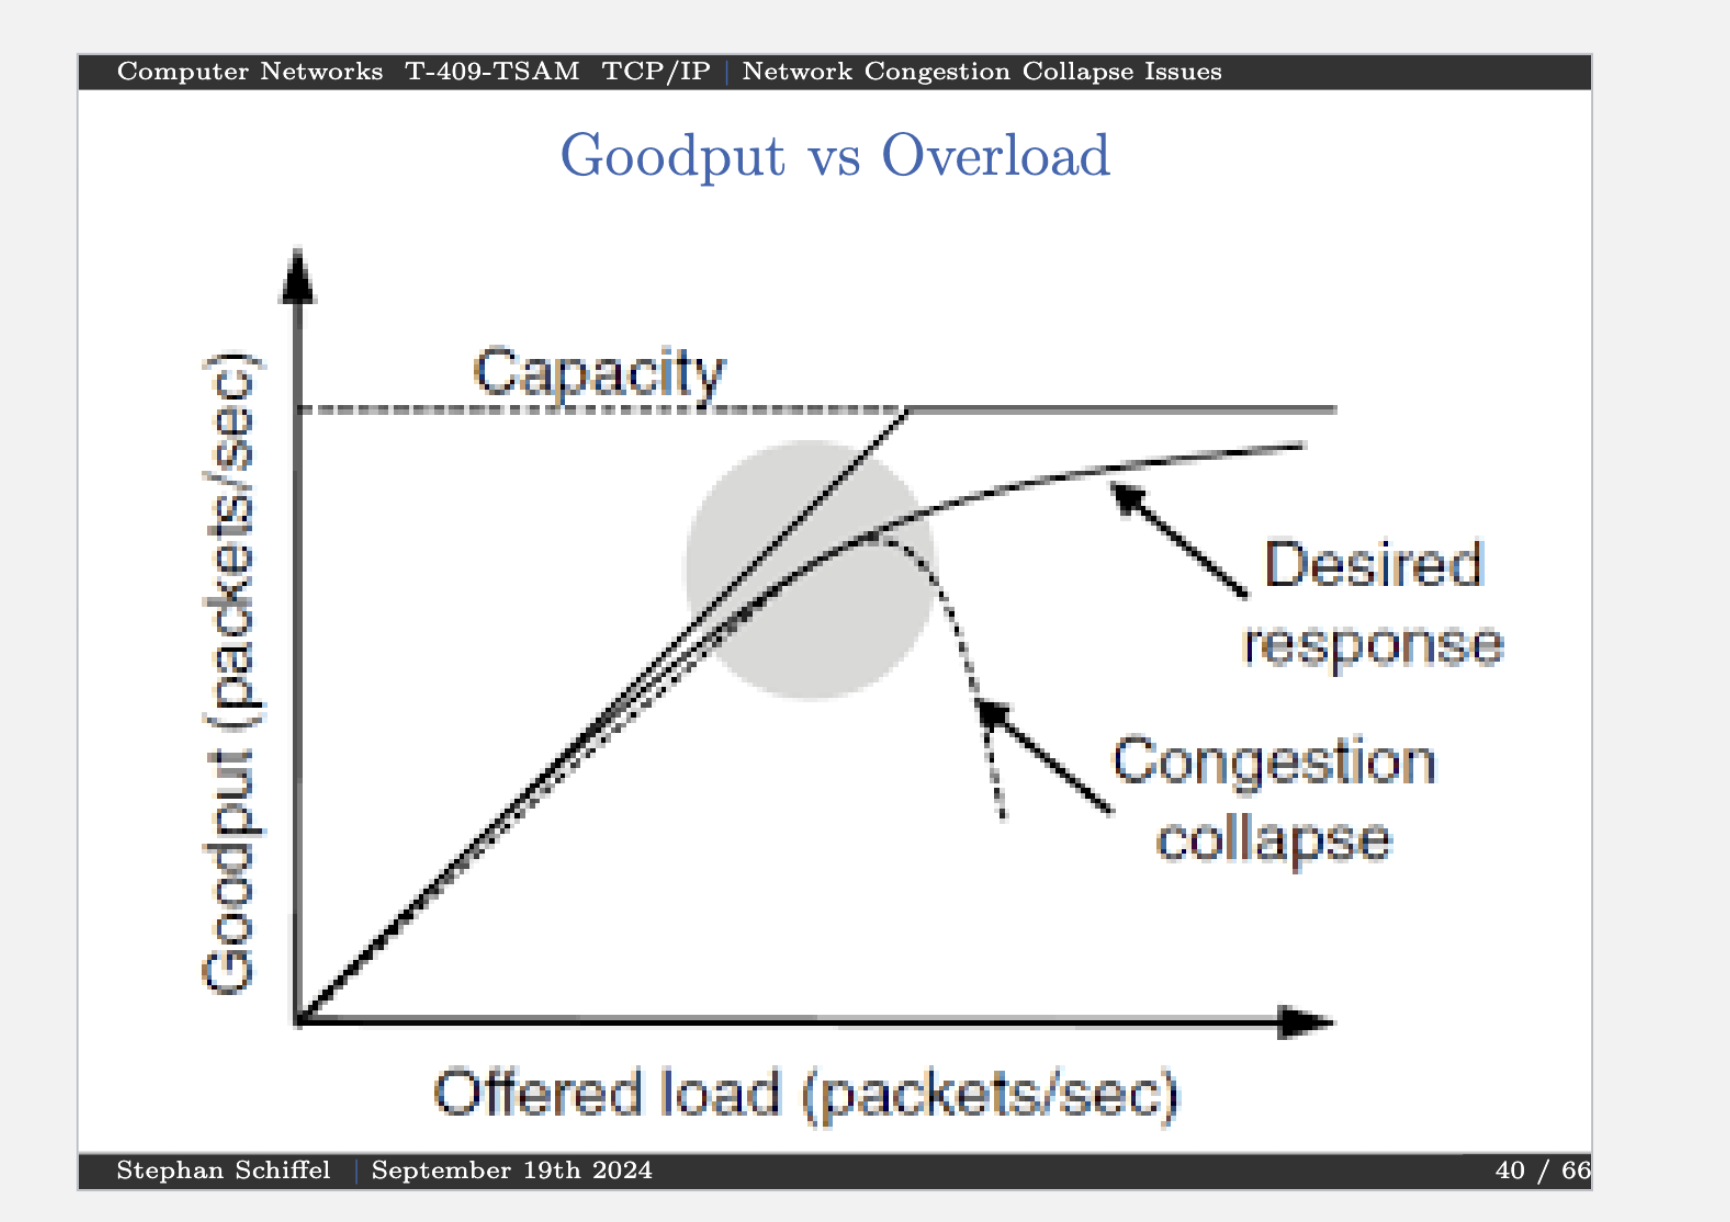 Computer Networks T-409-TSAM TCP/IP | Network Congestion Collapse Issues
Goodput vs Overload
Capacity
Goodput (packets/sec)
Desired
response
Congestion
collapse
Offered load (packets/sec)
Stephan Schiffel | September 19th 2024
40 / 66